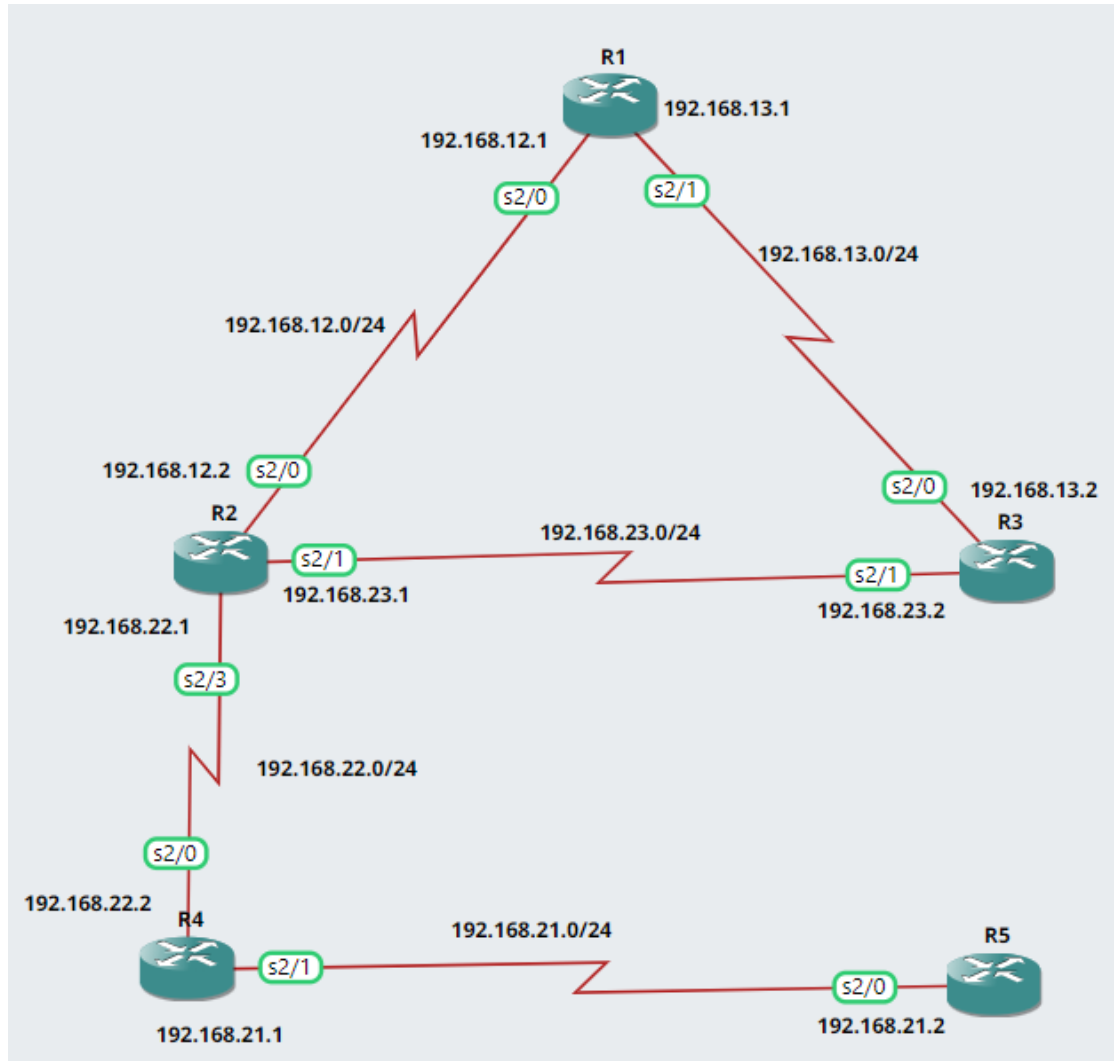 R1
192.168.13.1
192.168.12.1
s2/0
s2/1
192.168.13.0/24
192.168.12.0/24
192.168.12.2
s2/0
s2/0
192.168.13.2
R2
R3
192.168.23.0/24
s2/1
s2/1
192.168.23.1
192.168.23.2
192.168.22.1
s2/3
192.168.22.0/24
s2/0
192.168.22.2
R4
192.168.21.0/24
R5
s2/1
s2/0
192.168.21.1
192.168.21.2